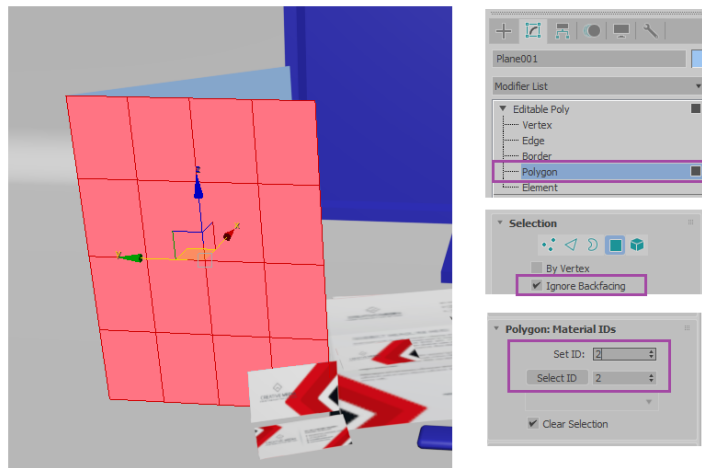 Plane001
Modifier List
Editable Poly
Vertex
Edge
Border
Polygon
Element
Selection
By Vertex
Ignore Backfacing
Polygon: Material IDs
Set ID: 2
Select ID 2
Clear Selection
z